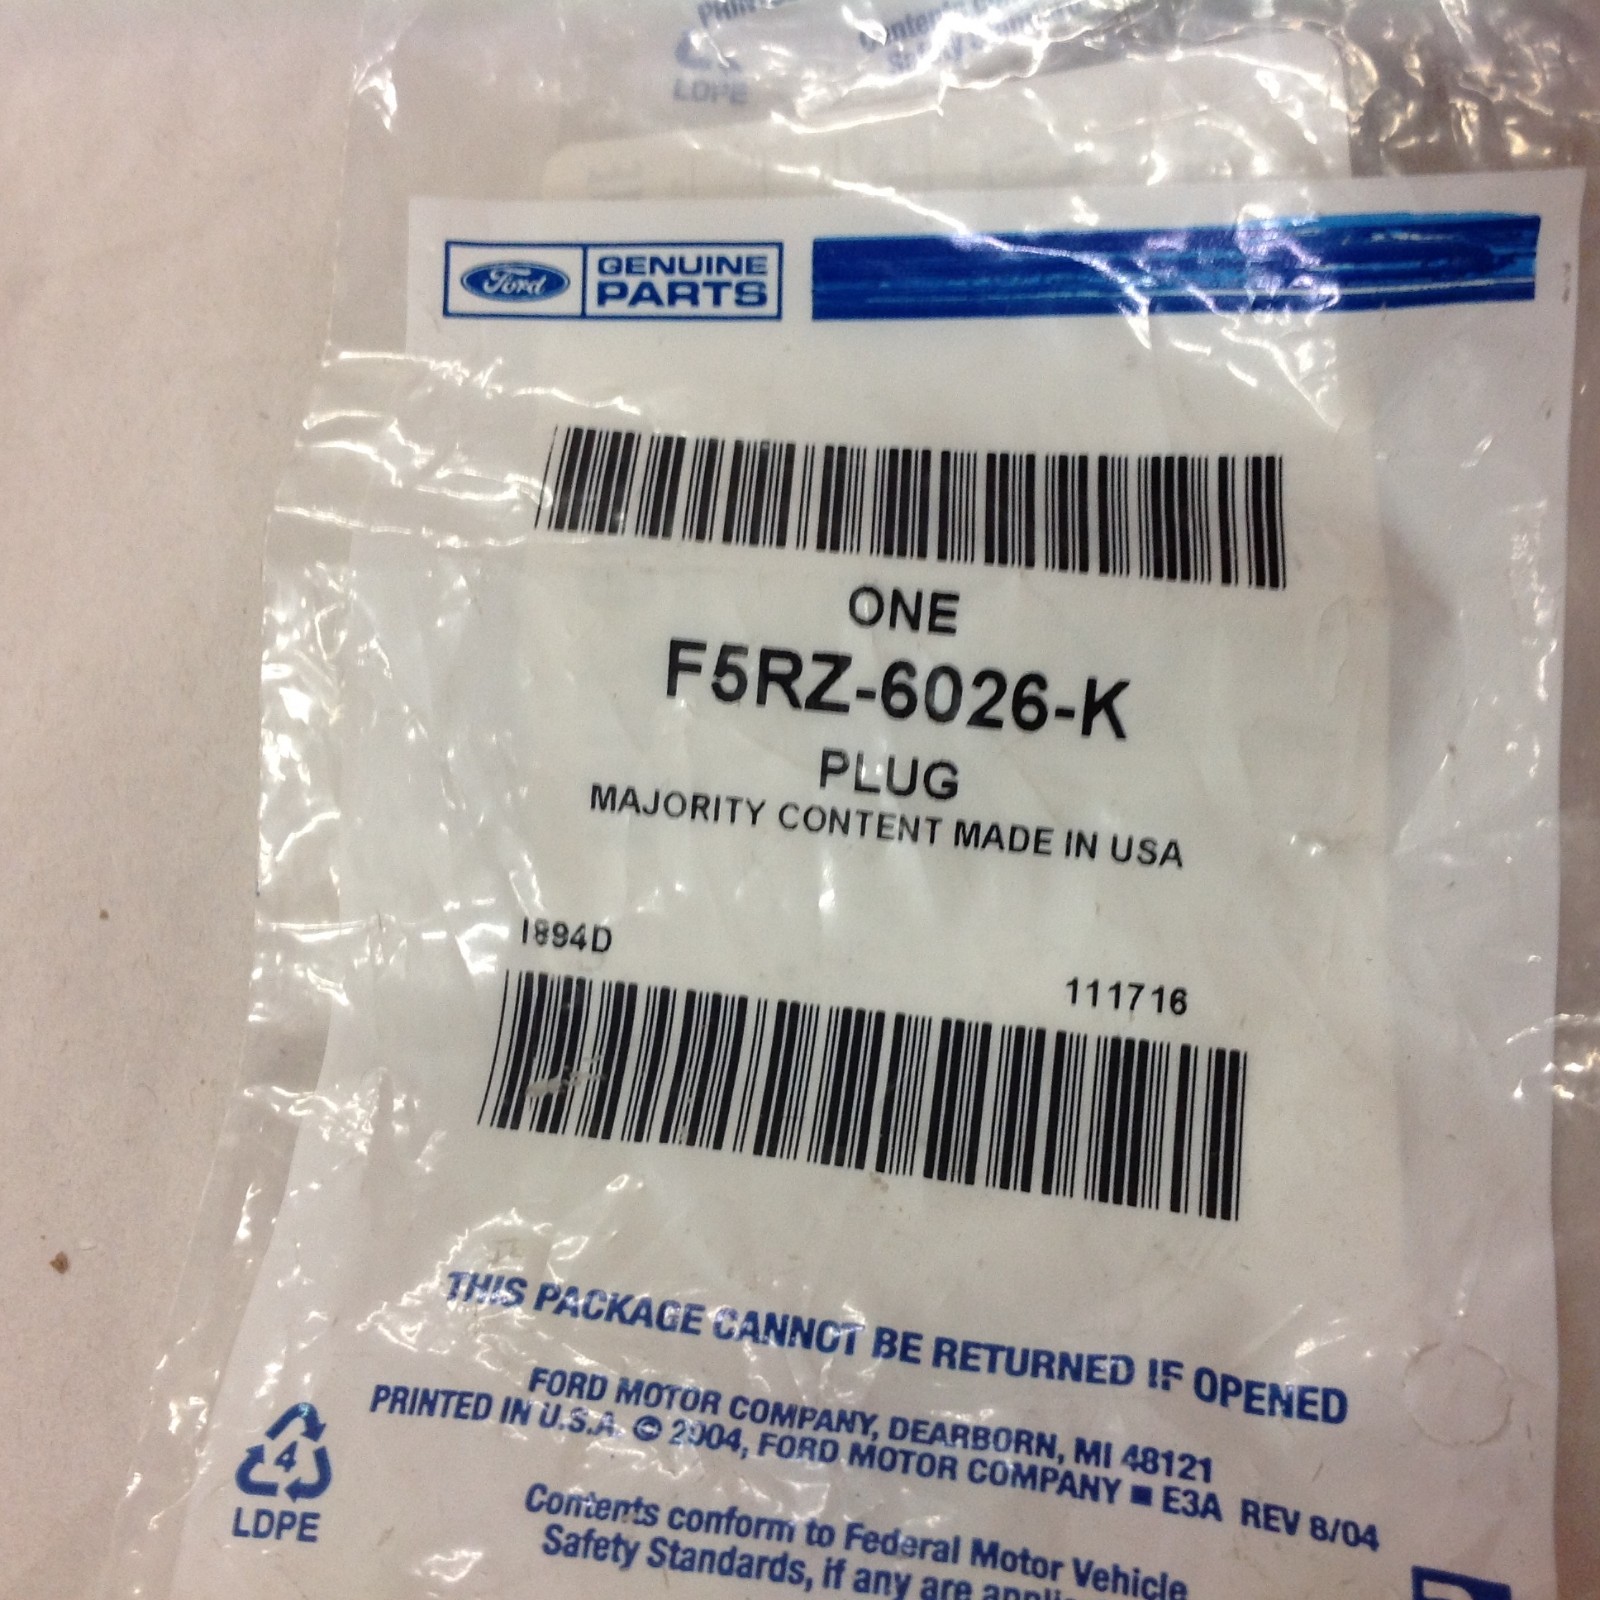 Contents
LDPE
Ford GENUINE
PARTS
ONE
F5RZ-6026-K
PLUG
MAJORITY CONTENT MADE IN USA
I894D
111716
THIS PACKAGE CANNOT BE RETURNED IF OPENED
FORD MOTOR COMPANY, DEARBORN, MI 48121
PRINTED IN U.S.A. © 2004, FORD MOTOR COMPANY ■ E3A REV 8/04
4
LDPE
Contents conform to Federal Motor Vehicle
Safety Standards, if any are